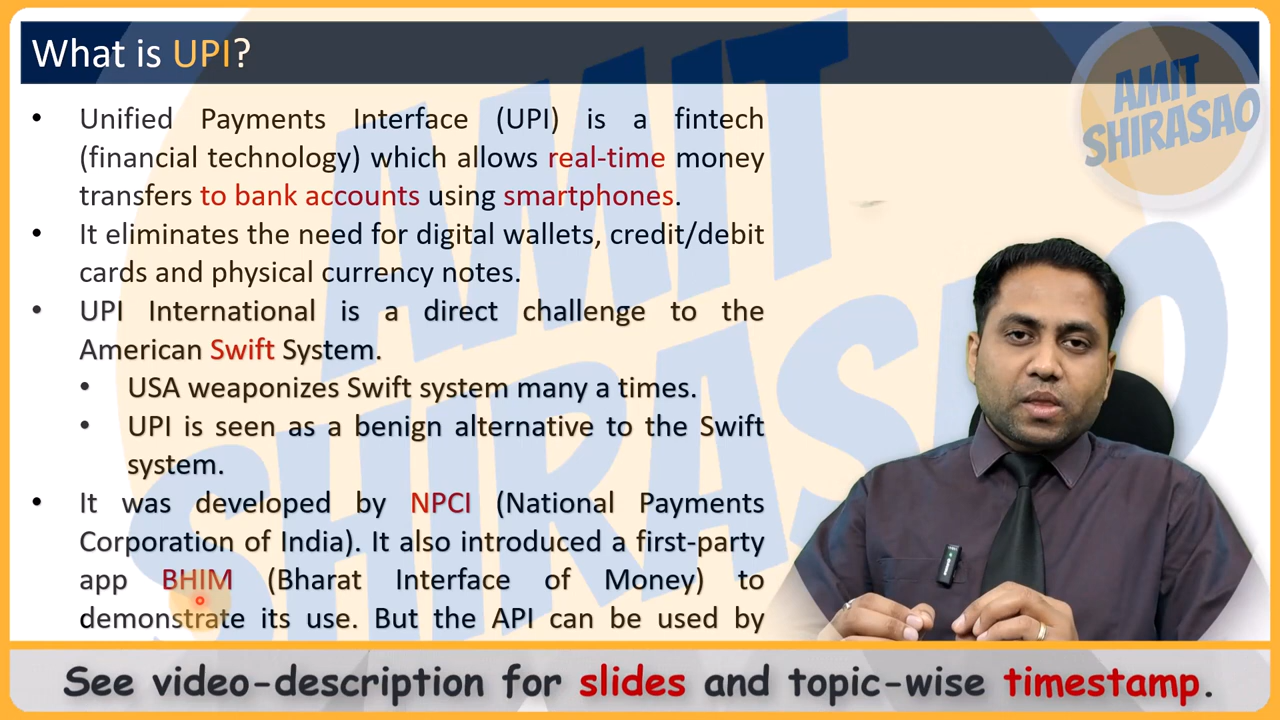 What is UPI?
AMIT
SHIRASAO
• Unified Payments Interface (UPI) is a fintech
(financial technology) which allows real-time money
transfers to bank accounts using smartphones.
• It eliminates the need for digital wallets, credit/debit
cards and physical currency notes.
• UPI International is a direct challenge to the
American Swift System.
• USA weaponizes Swift system many a times.
• UPI is seen as a benign alternative to the Swift
system.
• It was developed by NPCI (National Payments
Corporation of India). It also introduced a first-party
app BHIM (Bharat Interface of Money) to
demonstrate its use. But the API can be used by
AMIT
SHIRASAO
See video-description for slides and topic-wise timestamp.